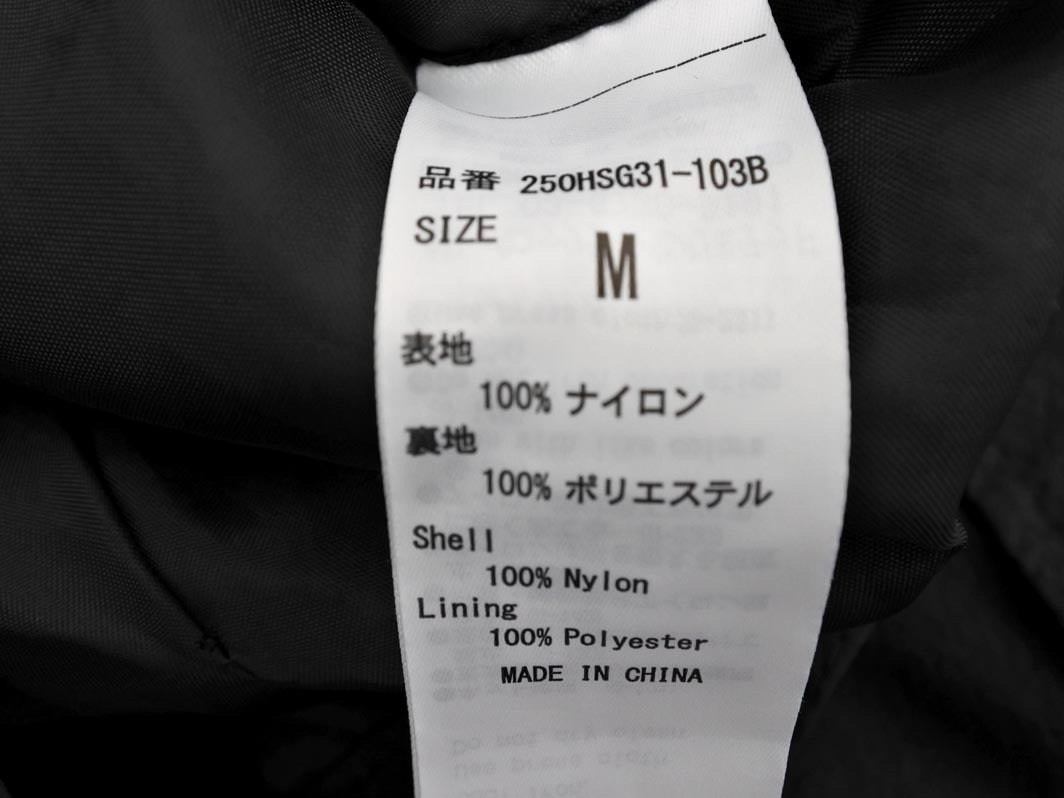 品番 250HSG31-103B
SIZE
M
表地
100% ナイロン
裏地
100% ポリエステル
Shell
100% Nylon
Lining
100% Polyester
MADE IN CHINA